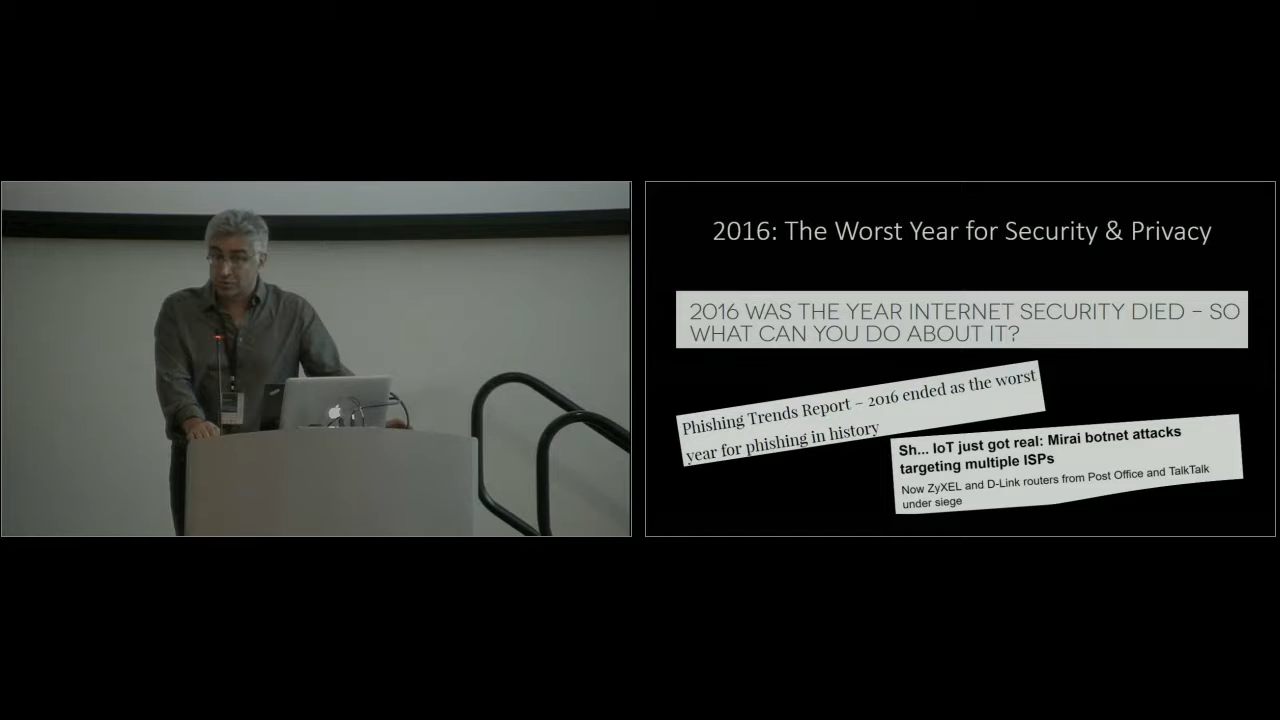 2016: The Worst Year for Security & Privacy
2016 WAS THE YEAR INTERNET SECURITY DIED – SO
WHAT CAN YOU DO ABOUT IT?
Phishing Trends Report – 2016 ended as the worst
year for phishing in history
Sh... IoT just got real: Mirai botnet attacks
targeting multiple ISPs
Now ZyXEL and D-Link routers from Post Office and TalkTalk
under siege